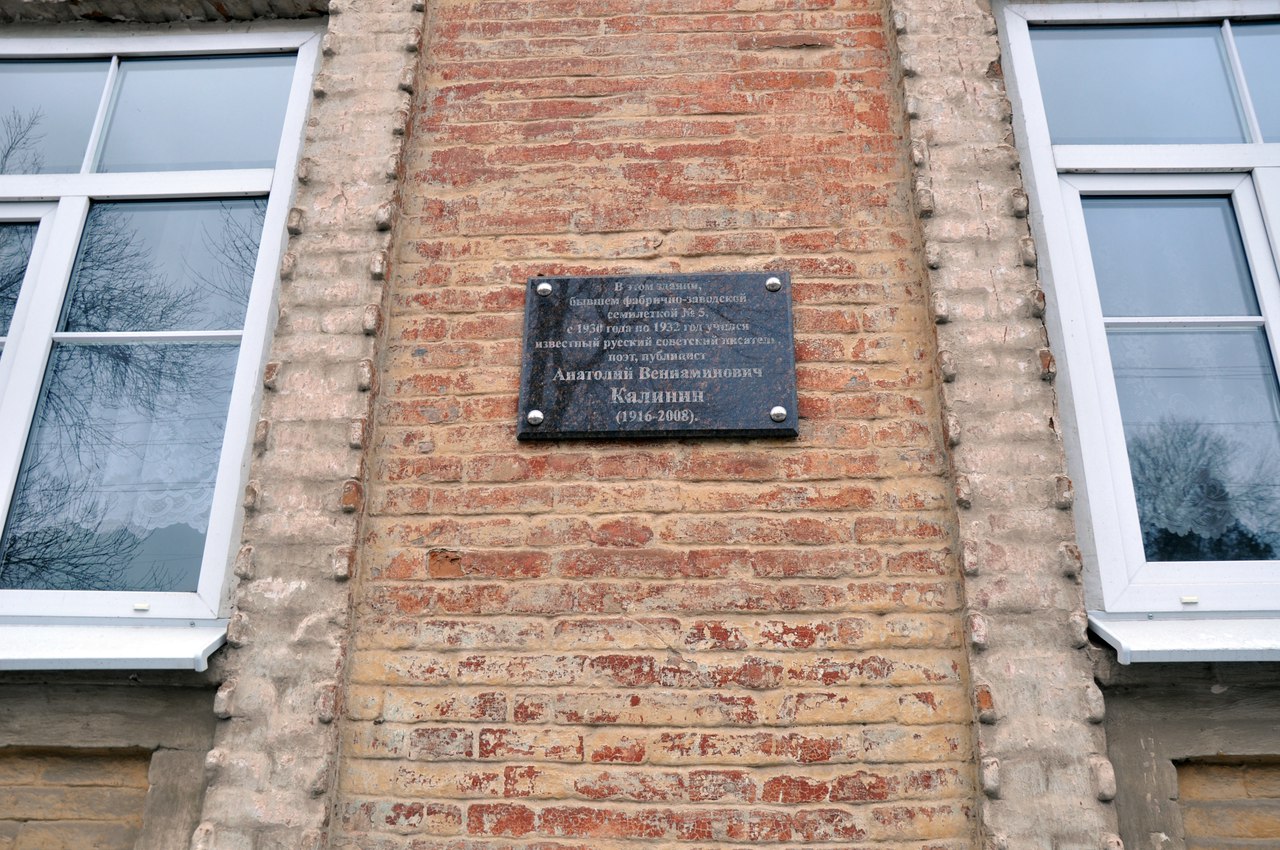 В этом здании,
бывшем фабрично-заводской
семилеткой № 5,
с 1930 года по 1932 год учился
известный русский советский писатель,
поэт, публицист
Анатолий Вениаминович
Калинин
(1916-2008).